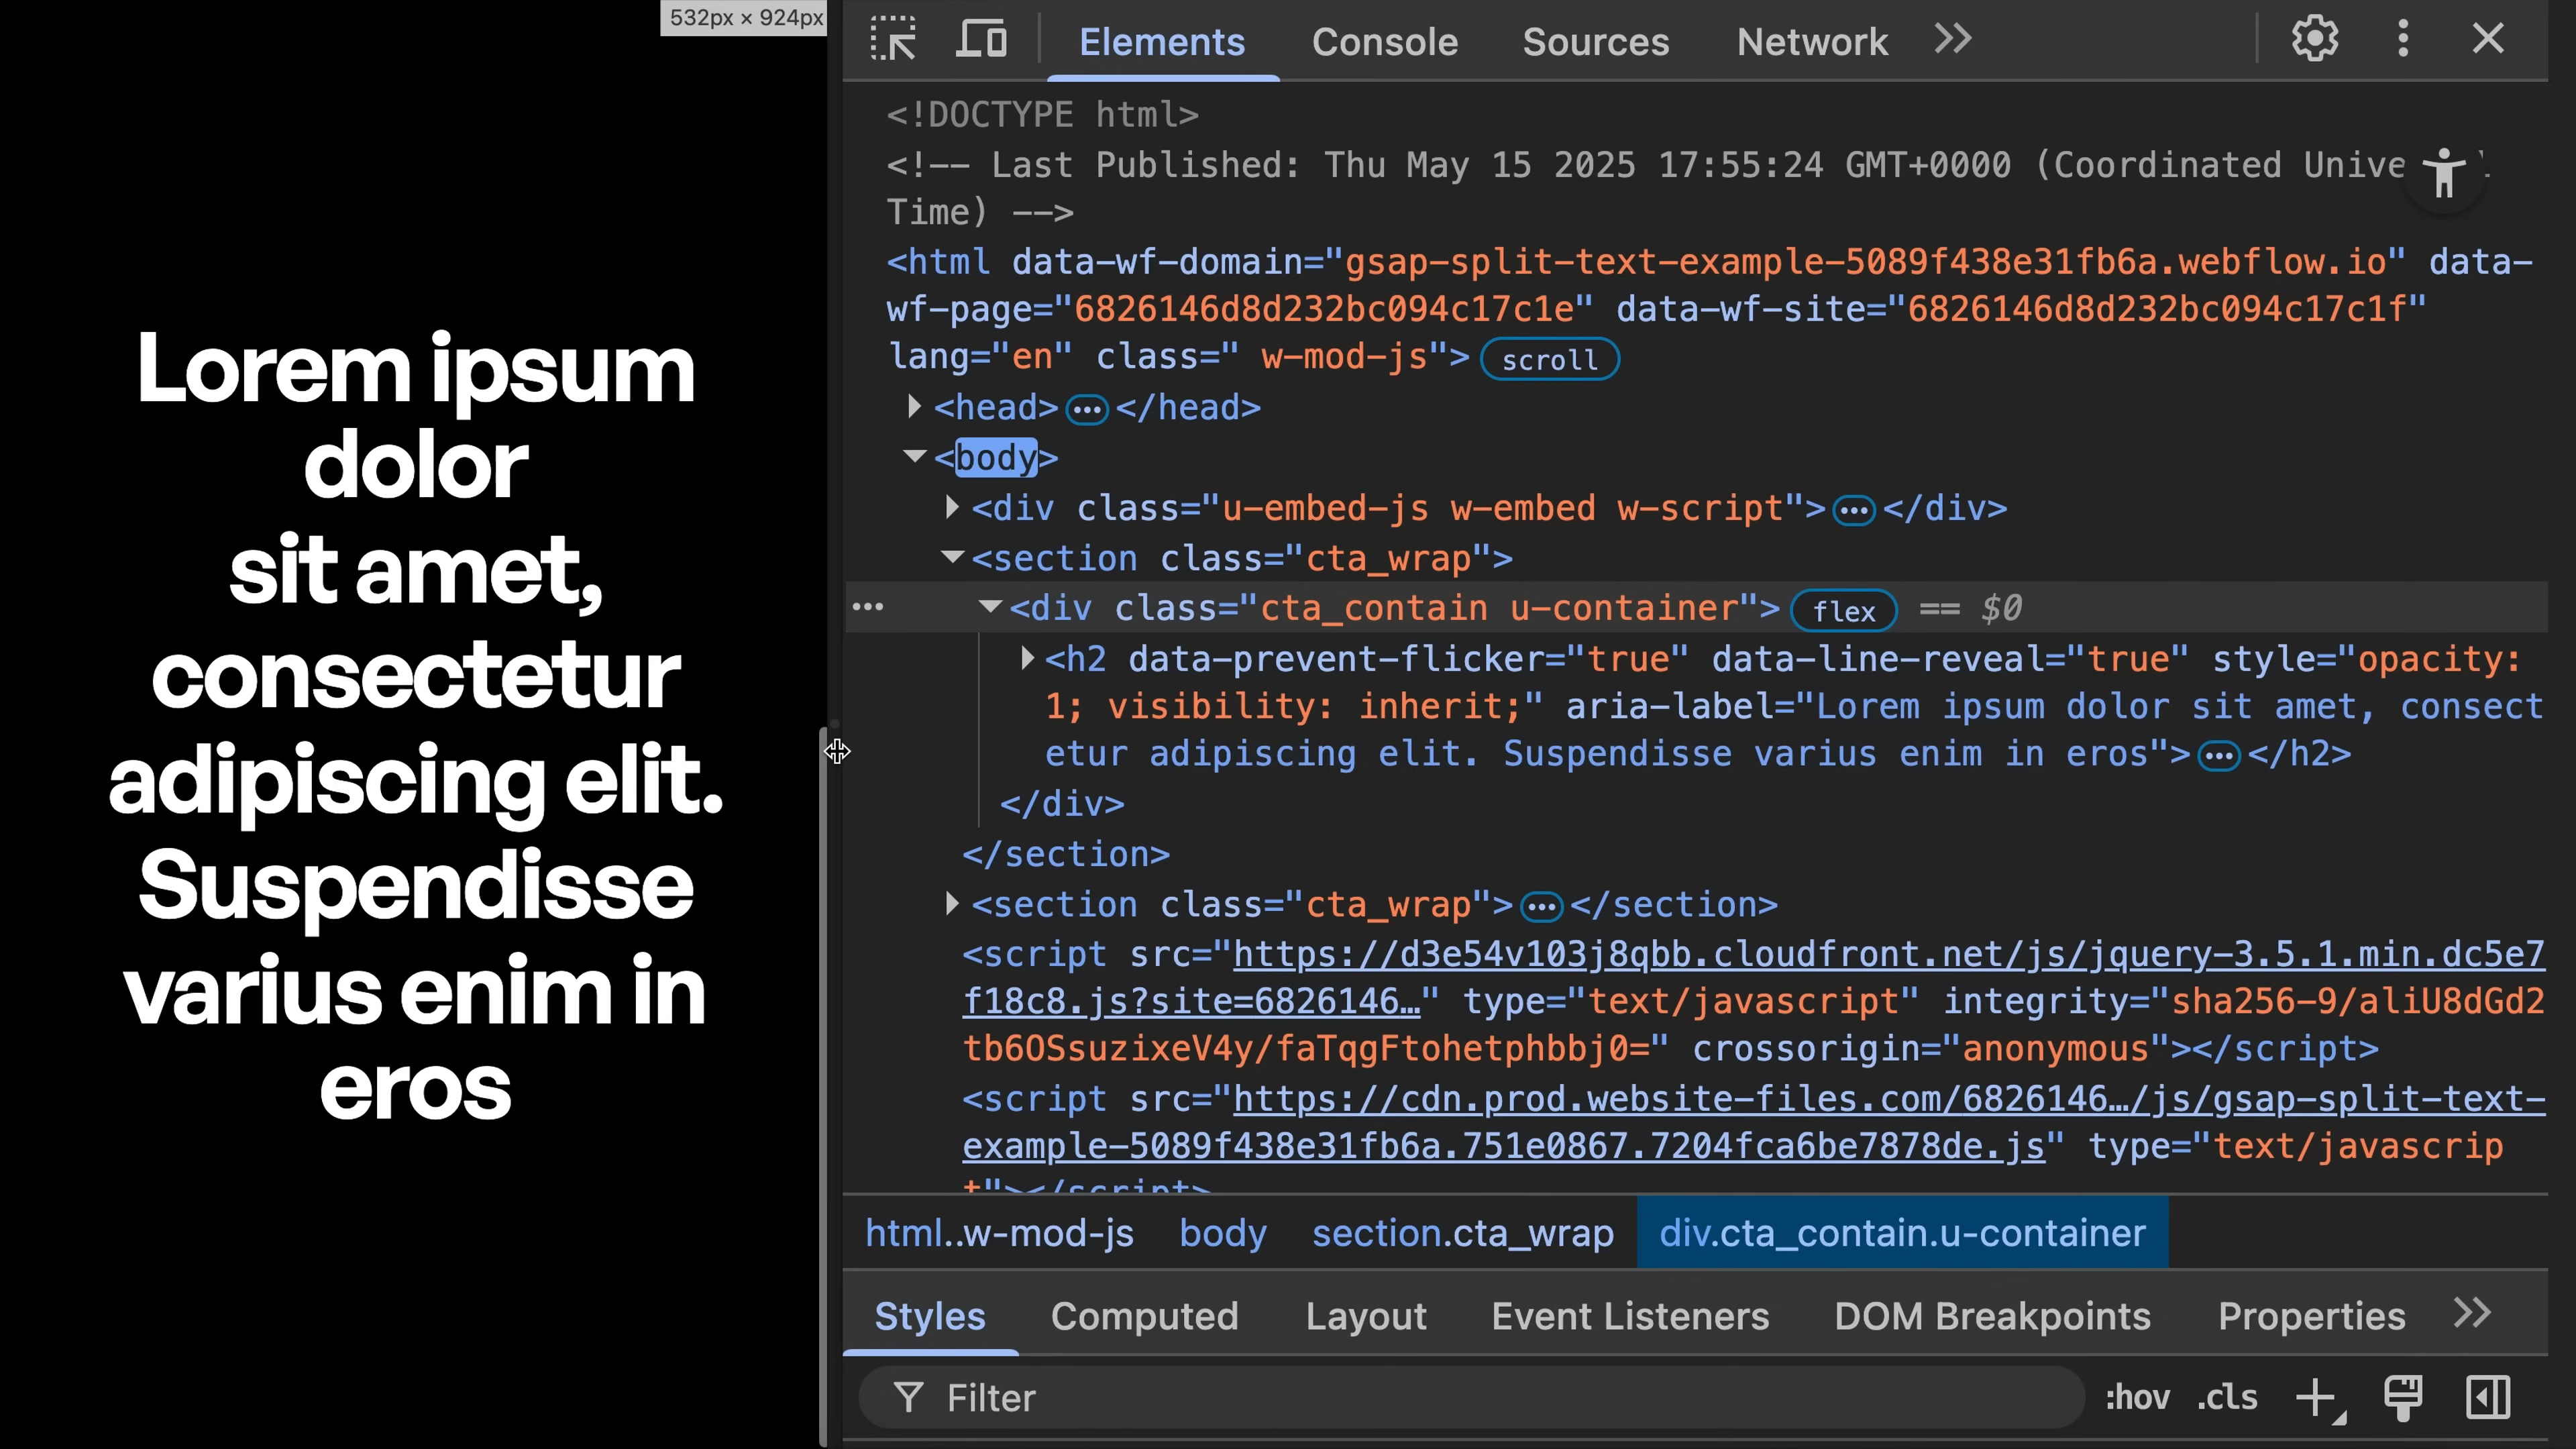 532px × 924px
Lorem ipsum
dolor
sit amet,
consectetur
adipiscing elit.
Suspendisse
varius enim in
eros
Elements Console Sources Network
<!DOCTYPE html>
<!-- Last Published: Thu May 15 2025 17:55:24 GMT+0000 (Coordinated Unive
Time) -->
<html data-wf-domain="gsap-split-text-example-5089f438e31fb6a.webflow.io" data-
wf-page="6826146d8d232bc094c17c1e" data-wf-site="6826146d8d232bc094c17c1f"
lang="en" class=" w-mod-js"> scroll
<head> … </head>
<body>
<div class="u-embed-js w-embed w-script"> … </div>
<section class="cta_wrap">
… <div class="cta_contain u-container"> flex == $0
<h2 data-prevent-flicker="true" data-line-reveal="true" style="opacity:
1; visibility: inherit;" aria-label="Lorem ipsum dolor sit amet, consect
etur adipiscing elit. Suspendisse varius enim in eros"> … </h2>
</div>
</section>
<section class="cta_wrap"> … </section>
<script src="https://d3e54v103j8qbb.cloudfront.net/js/jquery-3.5.1.min.dc5e7
f18c8.js?site=6826146…" type="text/javascript" integrity="sha256-9/aliU8dGd2
tb6OSsuzixeV4y/faTqgFtohetphbbj0=" crossorigin="anonymous"></script>
<script src="https://cdn.prod.website-files.com/6826146…/js/gsap-split-text-
example-5089f438e31fb6a.751e0867.7204fca6be7878de.js" type="text/javascrip
t"></script>
html..w-mod-js body section.cta_wrap div.cta_contain.u-container
Styles Computed Layout Event Listeners DOM Breakpoints Properties
Filter :hov .cls